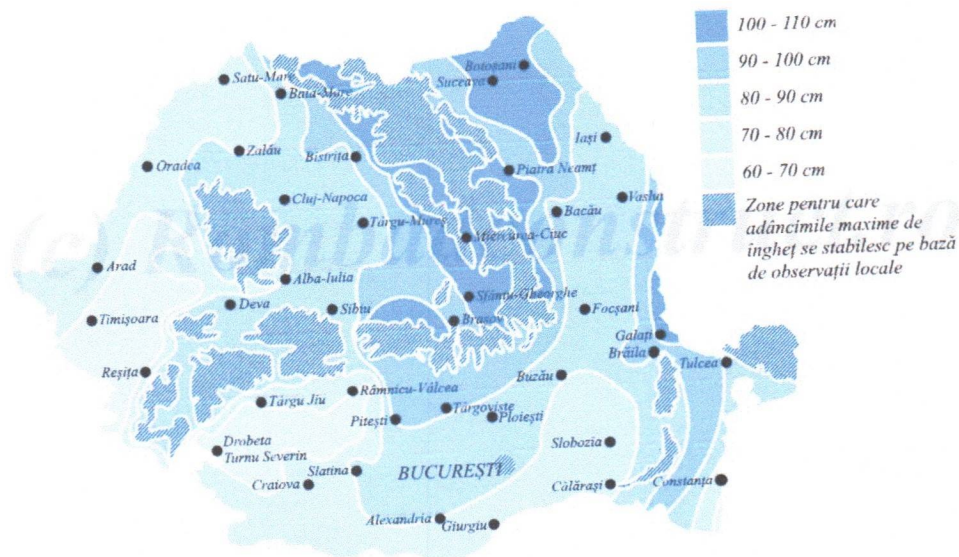 100 - 110 cm
90 - 100 cm
80 - 90 cm
70 - 80 cm
60 - 70 cm
Zone pentru care
adâncimile maxime de
îngheț se stabilesc pe bază
de observații locale
Satu-Mare
Baia-Mare
Botoșani
Suceava
Iași
Oradea
Zalău
Bistrița
Piatra Neamț
Cluj-Napoca
Vaslui
Târgu-Mureș
Bacău
Miercurea-Ciuc
Arad
Alba-Iulia
Deva
Sibiu
Sfântu-Gheorghe
Focșani
Timișoara
Brașov
Galați
Brăila
Tulcea
Reșița
Râmnicu-Vâlcea
Buzău
Târgu Jiu
Târgoviște
Pitești
Ploiești
Drobeta
Turnu Severin
Slobozia
Slatina
BUCUREȘTI
Craiova
Călărași
Constanța
Alexandria
Giurgiu